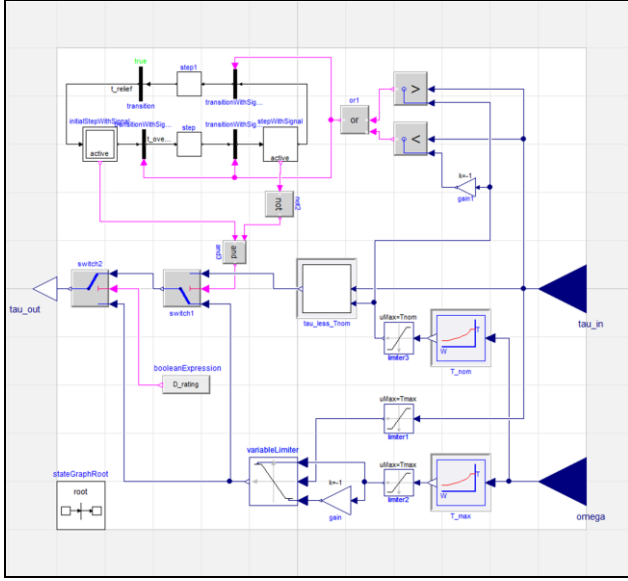 true
step1
or1
>
t_relief
transition
transitionWithSig...
or
initialStepWithSignal
transitionWithSig...
step
transitionWithSig...
stepWithSignal
<
t_ove...
active
active
k=-1
gain1
not
not2
and
and3
switch2
switch1
tau_out
tau_less_Tnom
tau_in
uMax=Tnom
T
W
limiter3
T_nom
booleanExpression
D_rating
uMax=Tmax
limiter1
stateGraphRoot
root
variableLimiter
k=-1
gain
uMax=Tmax
limiter2
T
W
T_max
omega